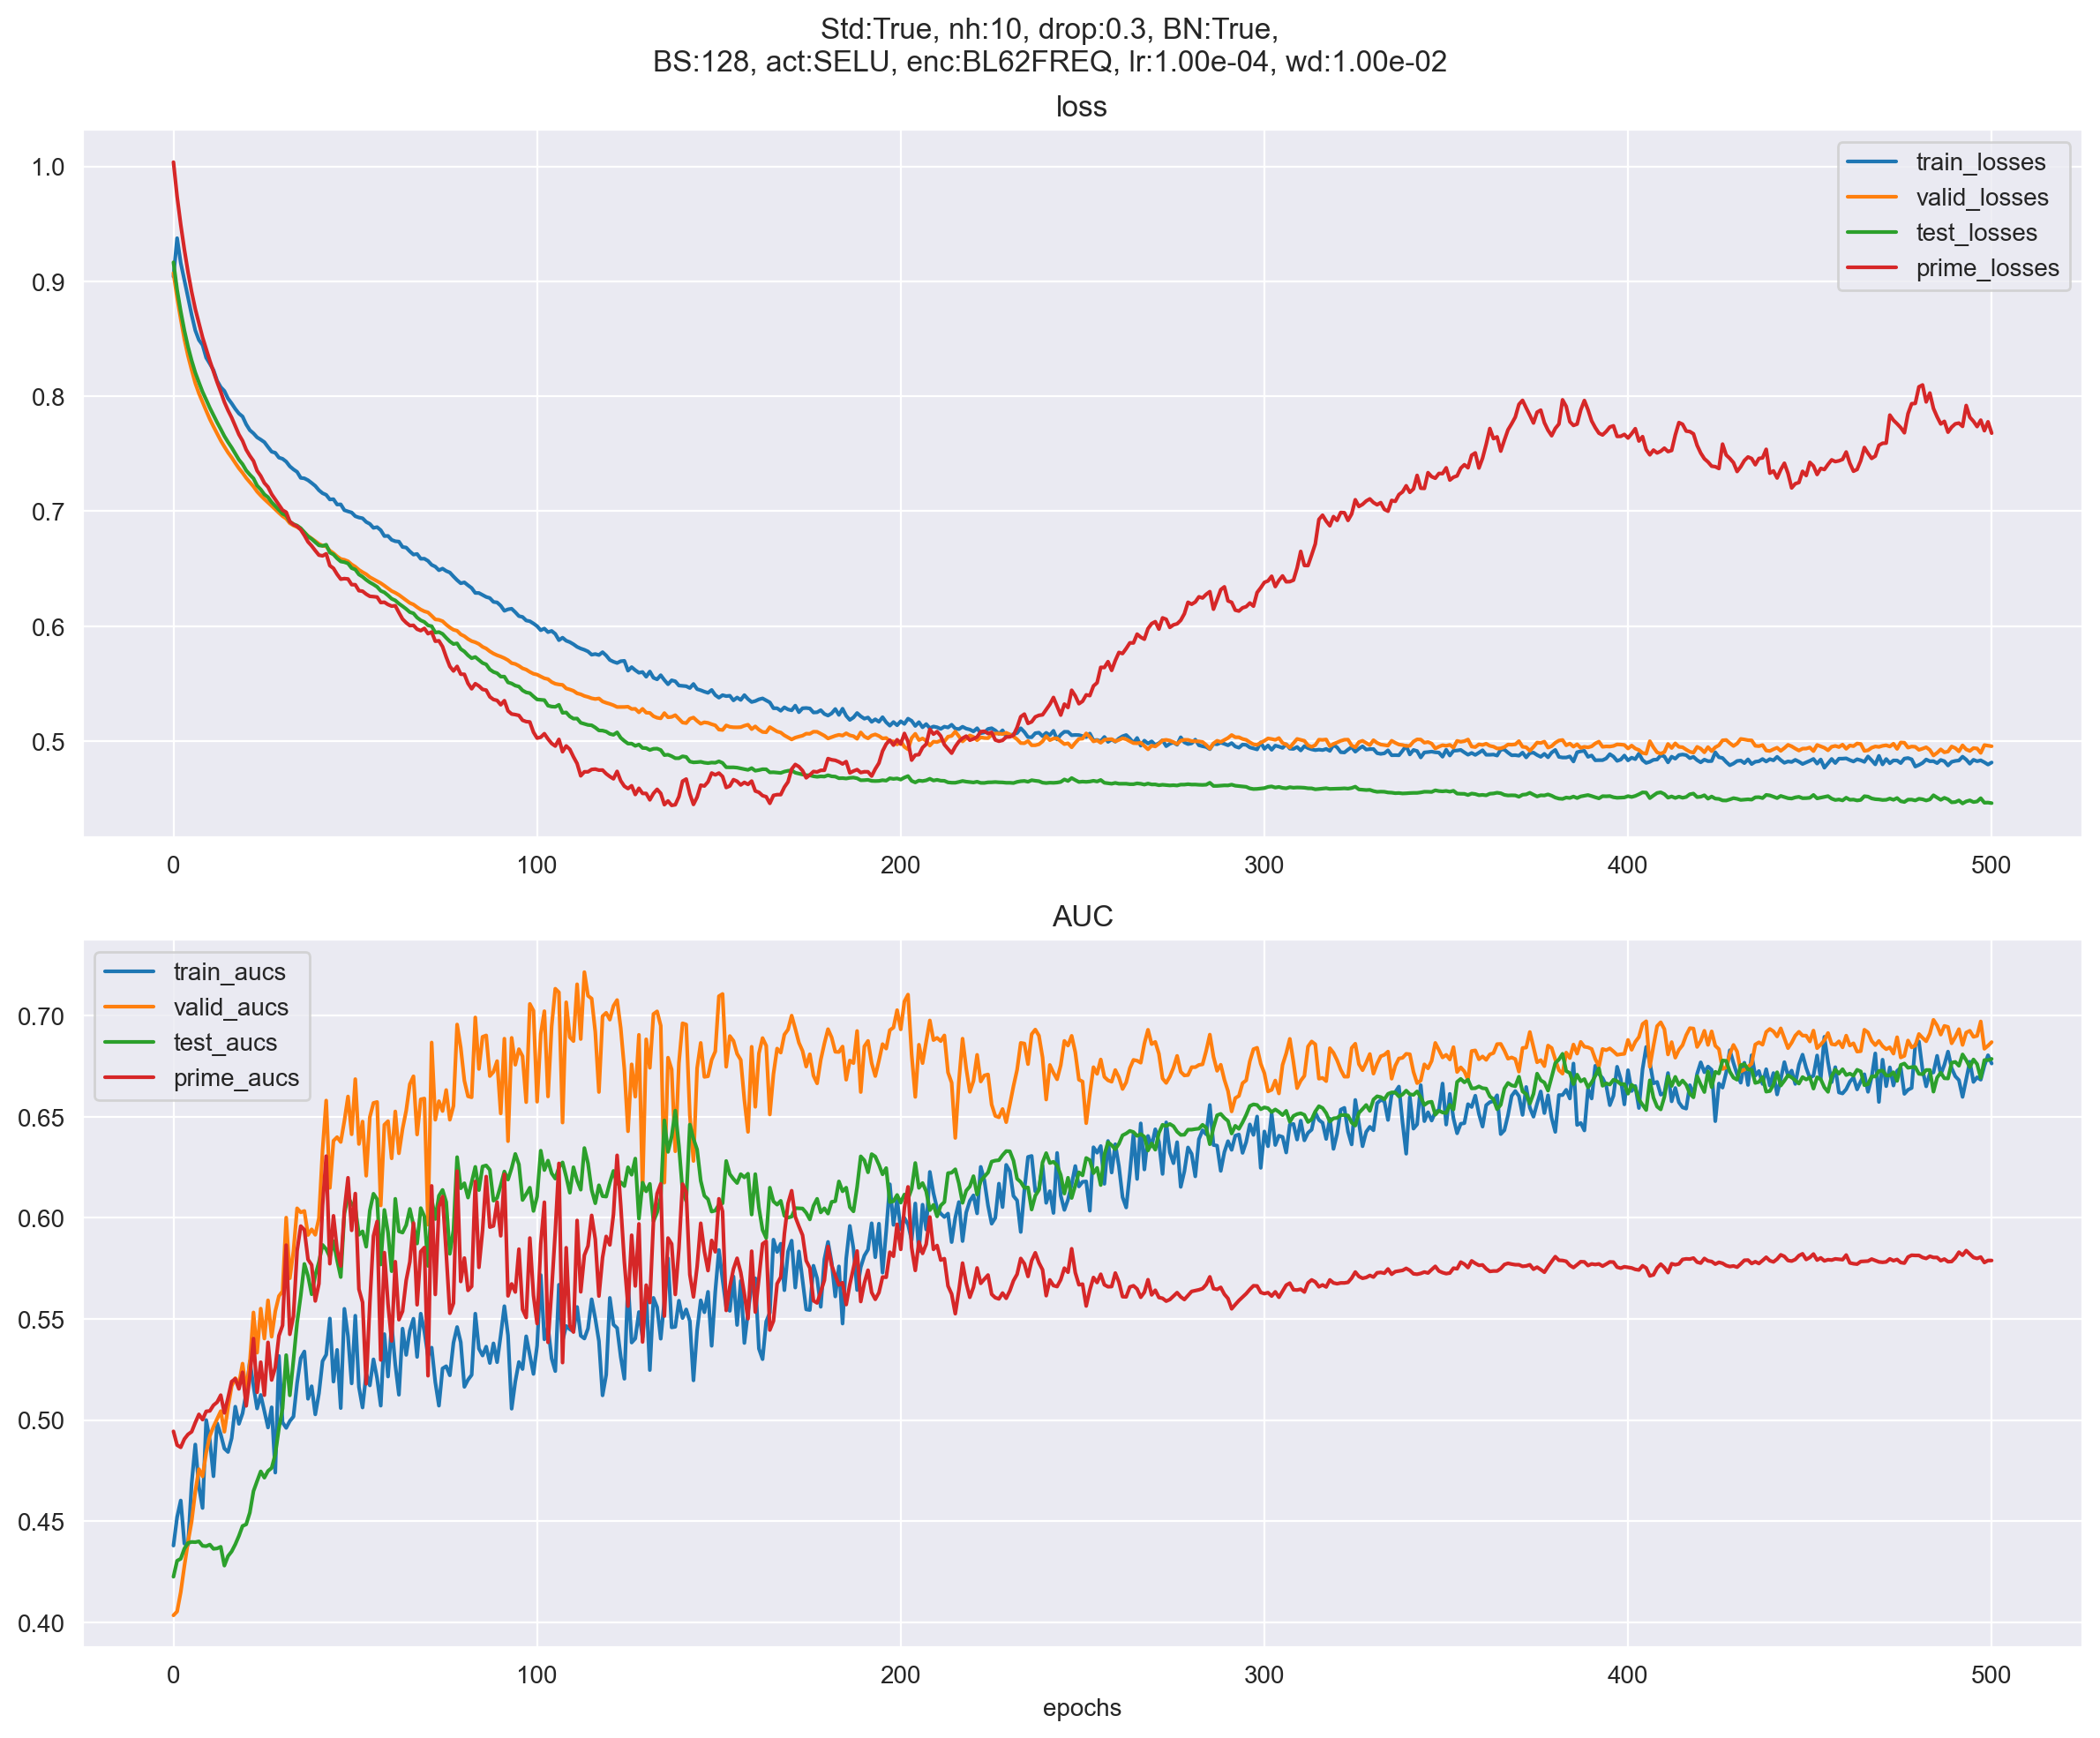 Std:True, nh:10, drop:0.3, BN:True,
BS:128, act:SELU, enc:BL62FREQ, lr:1.00e-04, wd:1.00e-02
loss
1.0
0.9
0.8
0.7
0.6
0.5
train_losses
valid_losses
test_losses
prime_losses
0
100
200
300
400
500
AUC
0.70
0.65
0.60
0.55
0.50
0.45
0.40
train_aucs
valid_aucs
test_aucs
prime_aucs
0
100
200
300
400
500
epochs